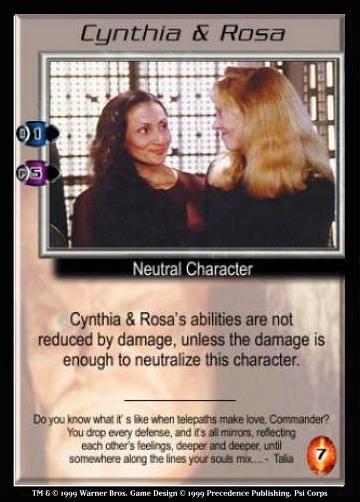 Cynthia & Rosa
D 1
P 5
Neutral Character
Cynthia & Rosa's abilities are not
reduced by damage, unless the damage is
enough to neutralize this character.
Do you know what it' s like when telepaths make love, Commander?
You drop every defense, and it's all mirrors, reflecting
each other's feelings, deeper and deeper, until
somewhere along the lines your souls mix.... - Talia
7
TM & © 1999 Warner Bros. Game Design © 1999 Precedence Publishing. Psi Corps